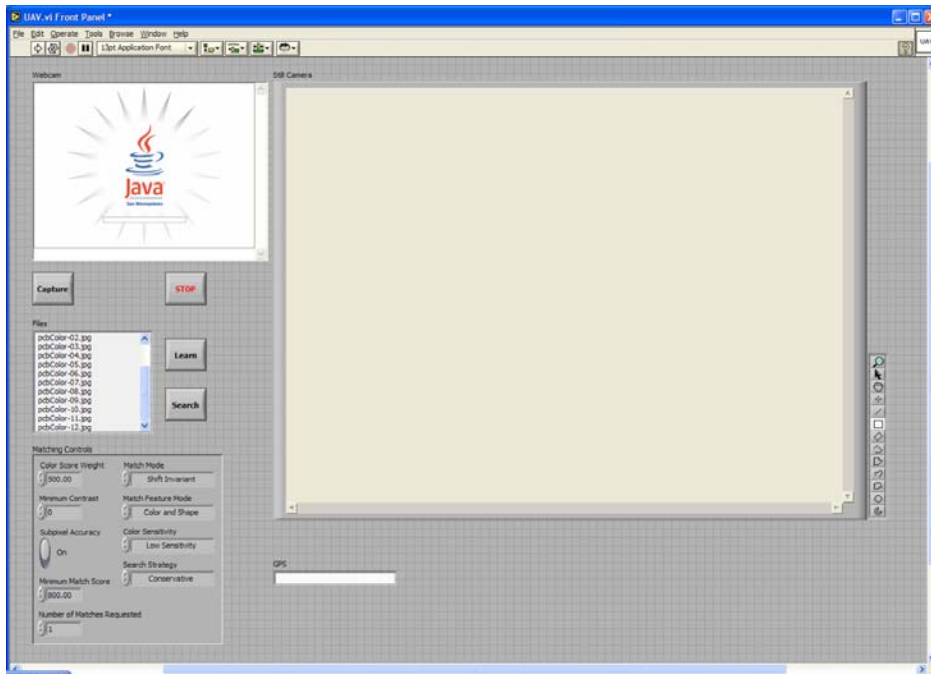 UAV.vi Front Panel *
File Edit Operate Tools Browse Window Help
13pt Application Font
UAV
Webcam
Still Camera
Java
Sun Microsystems
Capture
STOP
Files
pcbColor-02.jpg
pcbColor-03.jpg
pcbColor-04.jpg
pcbColor-05.jpg
pcbColor-06.jpg
pcbColor-07.jpg
pcbColor-08.jpg
pcbColor-09.jpg
pcbColor-10.jpg
pcbColor-11.jpg
pcbColor-12.jpg
Learn
Search
Matching Controls
Color Score Weight
500.00
Match Mode
Shift Invariant
Minimum Contrast
0
Match Feature Mode
Color and Shape
Subpixel Accuracy
On
Color Sensitivity
Low Sensitivity
Search Strategy
Conservative
Minimum Match Score
800.00
Number of Matches Requested
1
GPS